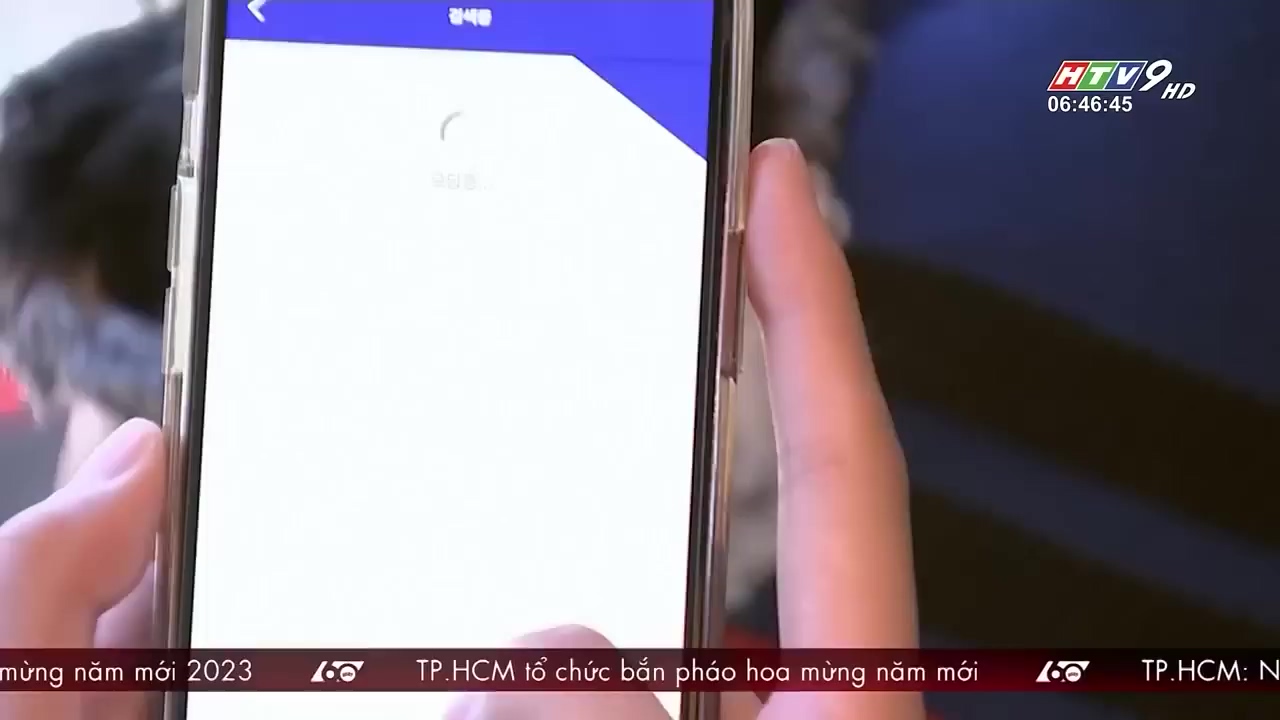 HTV9 HD
06:46:45
mừng năm mới 2023
TP.HCM tổ chức bắn pháo hoa mừng năm mới
TP.HCM: N